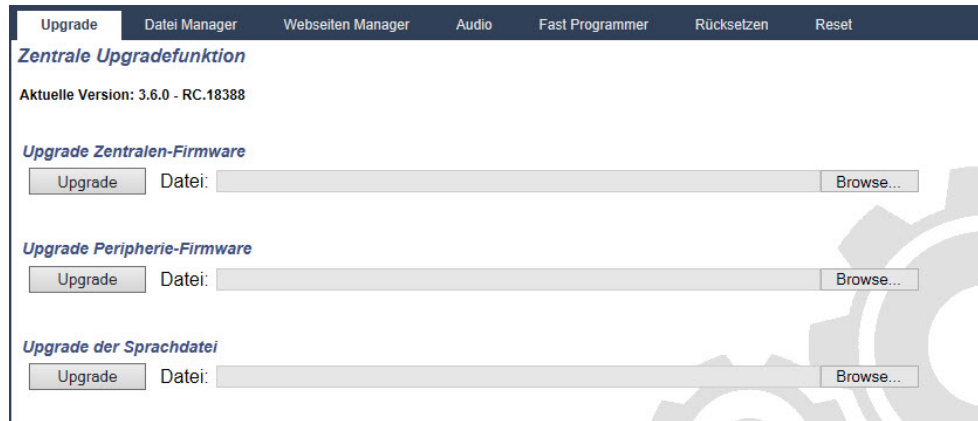 Upgrade Datei Manager Webseiten Manager Audio Fast Programmer Rücksetzen Reset
Zentrale Upgradefunktion
Aktuelle Version: 3.6.0 - RC.18388
Upgrade Zentralen-Firmware
Upgrade Datei: Browse...
Upgrade Peripherie-Firmware
Upgrade Datei: Browse...
Upgrade der Sprachdatei
Upgrade Datei: Browse...